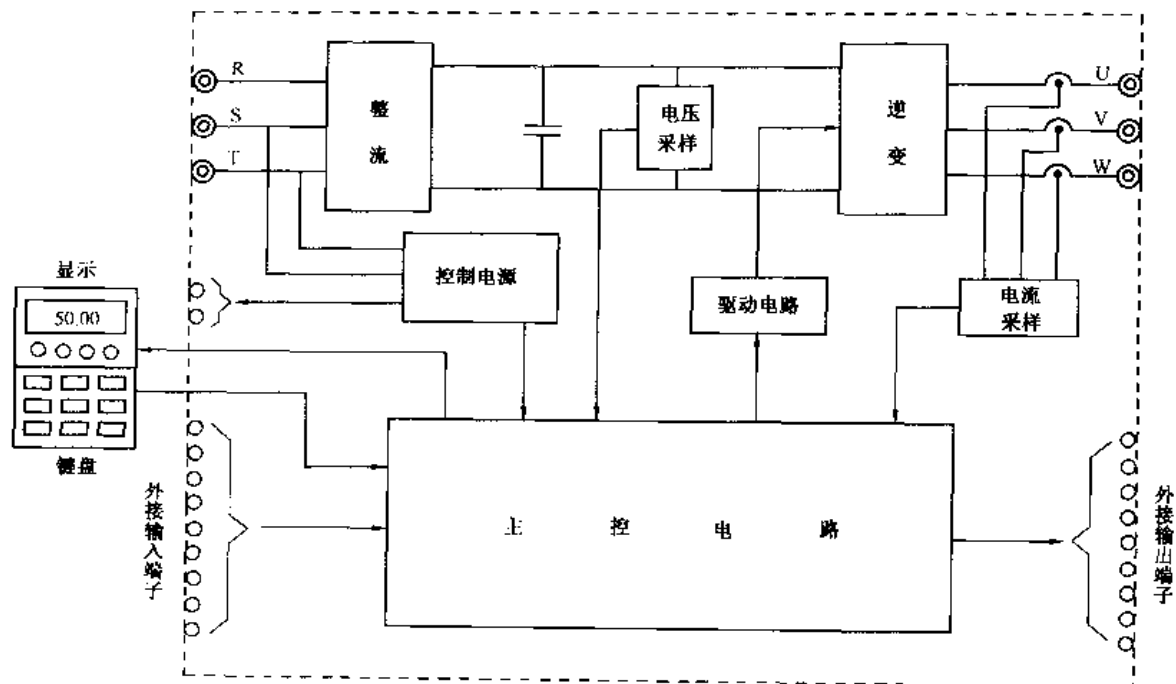 R
S
T
整流
电压
采样
逆变
U
V
W
控制电源
驱动电路
电流
采样
显示
50.00
键盘
外接输入端子
主控电路
外接输出端子